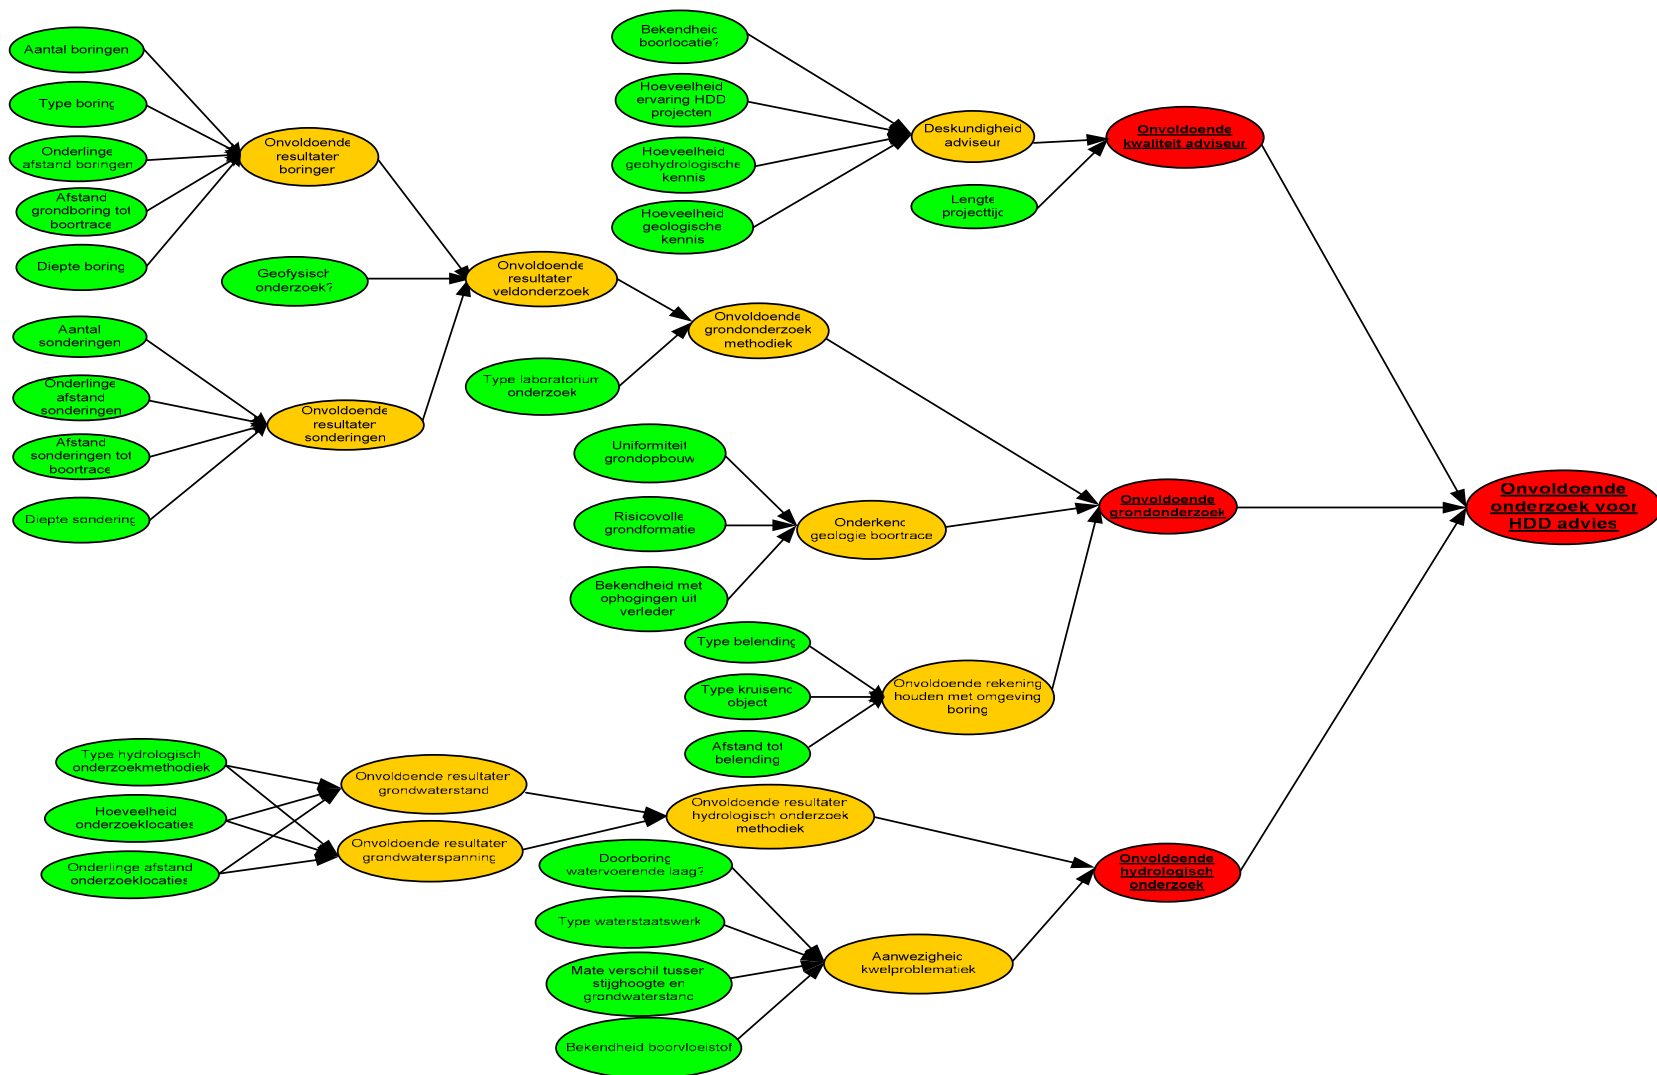 Aantal boringen
Type boring
Onderlinge
afstand boringen
Afstand
grondboring tot
boortrace
Diepte boring
Onvoldoende
resultaten
boringen
Geofysisch
onderzoek?
Aantal
sonderingen
Onderlinge
afstand
sonderingen
Afstand
sonderingen tot
boortrace
Diepte sondering
Onvoldoende
resultaten
sonderingen
Onvoldoende
resultaten
veldonderzoek
Type laboratorium
onderzoek
Onvoldoende
grondonderzoek
methodiek
Bekendheid
boorlocatie?
Hoeveelheid
ervaring HDD
projecten
Hoeveelheid
geohydrologische
kennis
Hoeveelheid
geologische
kennis
Deskundigheid
adviseur
Lengte
projecttijd
Onvoldoende
kwaliteit adviseur
Uniformiteit
grondopbouw
Risicovolle
grondformatie
Bekendheid met
ophogingen uit
verleden
Onderkend
geologie boortrace
Type belending
Type kruisend
object
Afstand tot
belending
Onvoldoende rekening
houden met omgeving
boring
Onvoldoende
grondonderzoek
Onvoldoende
onderzoek voor
HDD advies
Type hydrologisch
onderzoekmethodiek
Hoeveelheid
onderzoeklocaties
Onderlinge afstand
onderzoeklocaties
Onvoldoende resultaten
grondwaterstand
Onvoldoende resultaten
grondwaterspanning
Onvoldoende resultaten
hydrologisch onderzoek
methodiek
Doorboring
watervoerende laag?
Type waterstaatswerk
Mate verschil tussen
stijghoogte en
grondwaterstand
Bekendheid boorvloeistof
Aanwezigheid
kwelproblematiek
Onvoldoende
hydrologisch
onderzoek